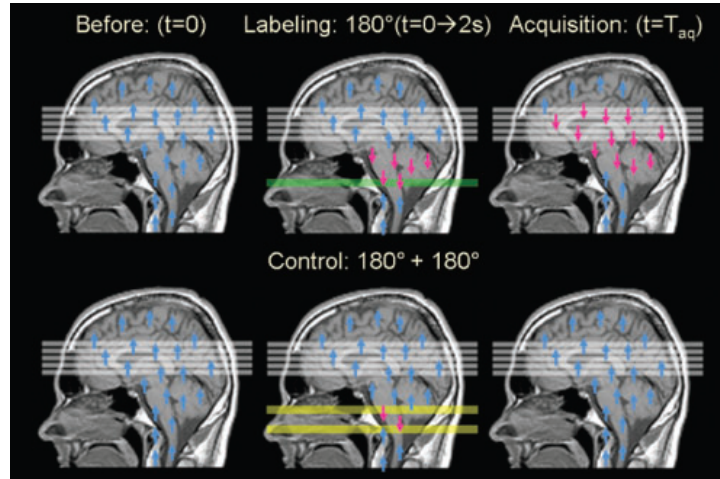 Before: (t=0) Labeling: 180°(t=0→2s) Acquisition: (t=Taq)
Control: 180° + 180°